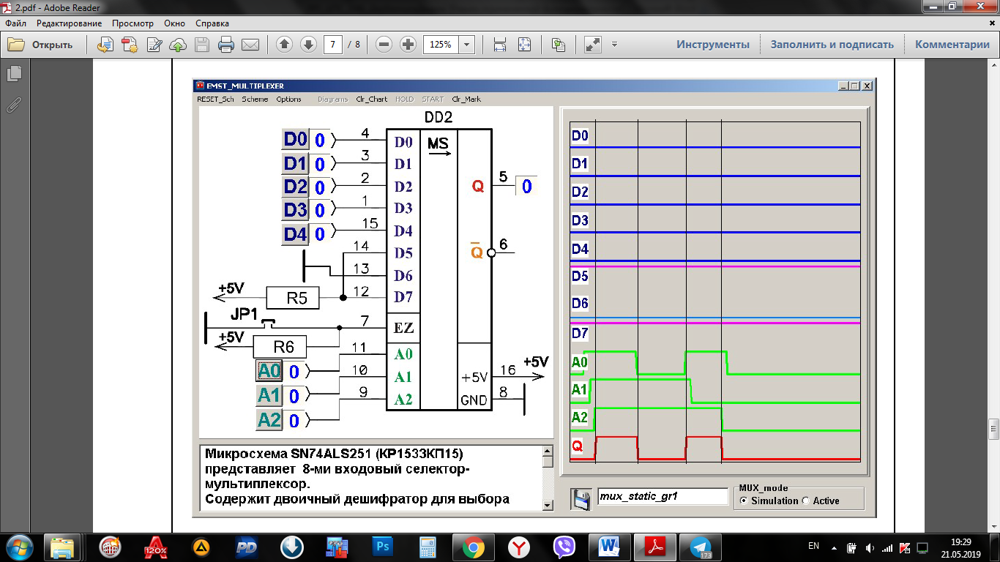 2.pdf - Adobe Reader
Файл Редактирование Просмотр Окно Справка
Открыть 7 / 8 125% Инструменты Заполнить и подписать Комментарии
EMST_MULTIPLEXER
RESET_Sch Scheme Options Diagrams Clr_Chart HOLD START Clr_Mark
DD2
D0 0 4 D0 MS
D1 0 3 D1
D2 0 2 D2 Q 5 0
D3 0 1 D3
D4 0 15 D4
14 D5 Q 6
13 D6
+5V R5 12 D7
JP1 7 EZ
+5V R6 11 A0
A0 0 10 A1 +5V 16 +5V
A1 0 9 A2 GND 8
A2 0
D0
D1
D2
D3
D4
D5
D6
D7
A0
A1
A2
Q
Микросхема SN74ALS251 (КР1533КП15)
представляет 8-ми входовый селектор-
мультиплексор.
Содержит двоичный дешифратор для выбора
mux_static_gr1
MUX_mode
Simulation Active
120%
PD
Ps
Y
W
173
EN
19:29
21.05.2019